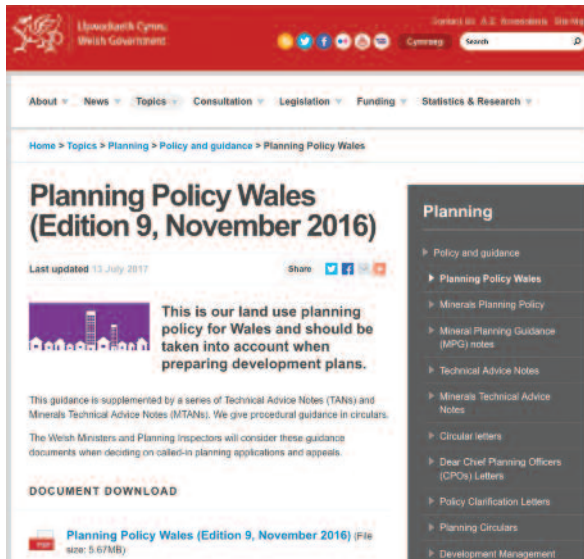 Llywodraeth Cymru
Welsh Government
Contact Us A-Z
Cymraeg
Search
About
News
Topics
Consultation
Legislation
Funding
Statistics & Research
Home > Topics > Planning > Policy and guidance > Planning Policy Wales
Planning Policy Wales
(Edition 9, November 2016)
Last updated 13 July 2017
Share
This is our land use planning
policy for Wales and should be
taken into account when
preparing development plans.
This guidance is supplemented by a series of Technical Advice Notes (TANs) and
Minerals Technical Advice Notes (MTANs). We give procedural guidance in circulars.
The Welsh Ministers and Planning Inspectors will consider these guidance
documents when deciding on called-in planning applications and appeals.
DOCUMENT DOWNLOAD
Planning Policy Wales (Edition 9, November 2016) (File
size: 5.67MB)
Planning
Policy and guidance
Planning Policy Wales
Minerals Planning Policy
Mineral Planning Guidance
(MPG) notes
Technical Advice Notes
Minerals Technical Advice
Notes
Circular letters
Dear Chief Planning Officers
(CPOs) Letters
Policy Clarification Letters
Planning Circulars
Development Management